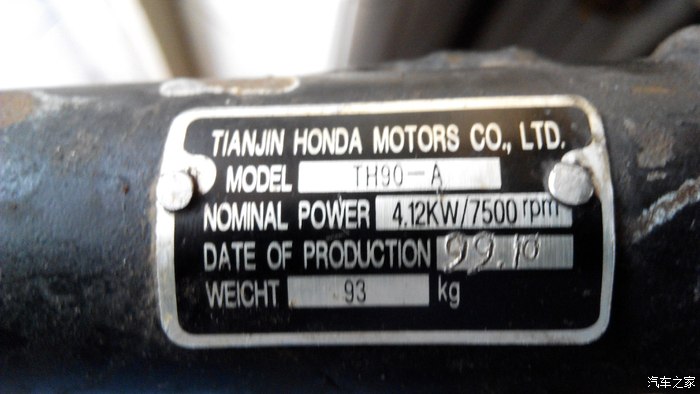 TIANJIN HONDA MOTORS CO., LTD.
MODEL TH90-A
NOMINAL POWER 4.12KW/7500rpm
DATE OF PRODUCTION 99.10
WEICHT 93 kg
汽车之家